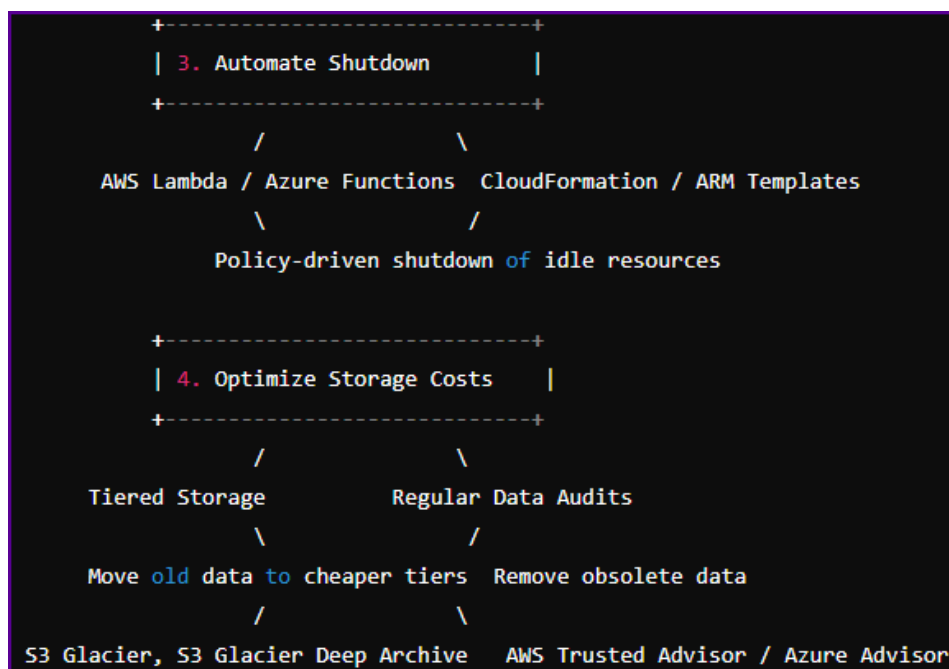 +-----------------------------+
| 3. Automate Shutdown        |
+-----------------------------+
/               \
AWS Lambda / Azure Functions  CloudFormation / ARM Templates
\                /
Policy-driven shutdown of idle resources
+-----------------------------+
| 4. Optimize Storage Costs    |
+-----------------------------+
/               \
Tiered Storage          Regular Data Audits
\                /
Move old data to cheaper tiers  Remove obsolete data
/              \
S3 Glacier, S3 Glacier Deep Archive   AWS Trusted Advisor / Azure Advisor